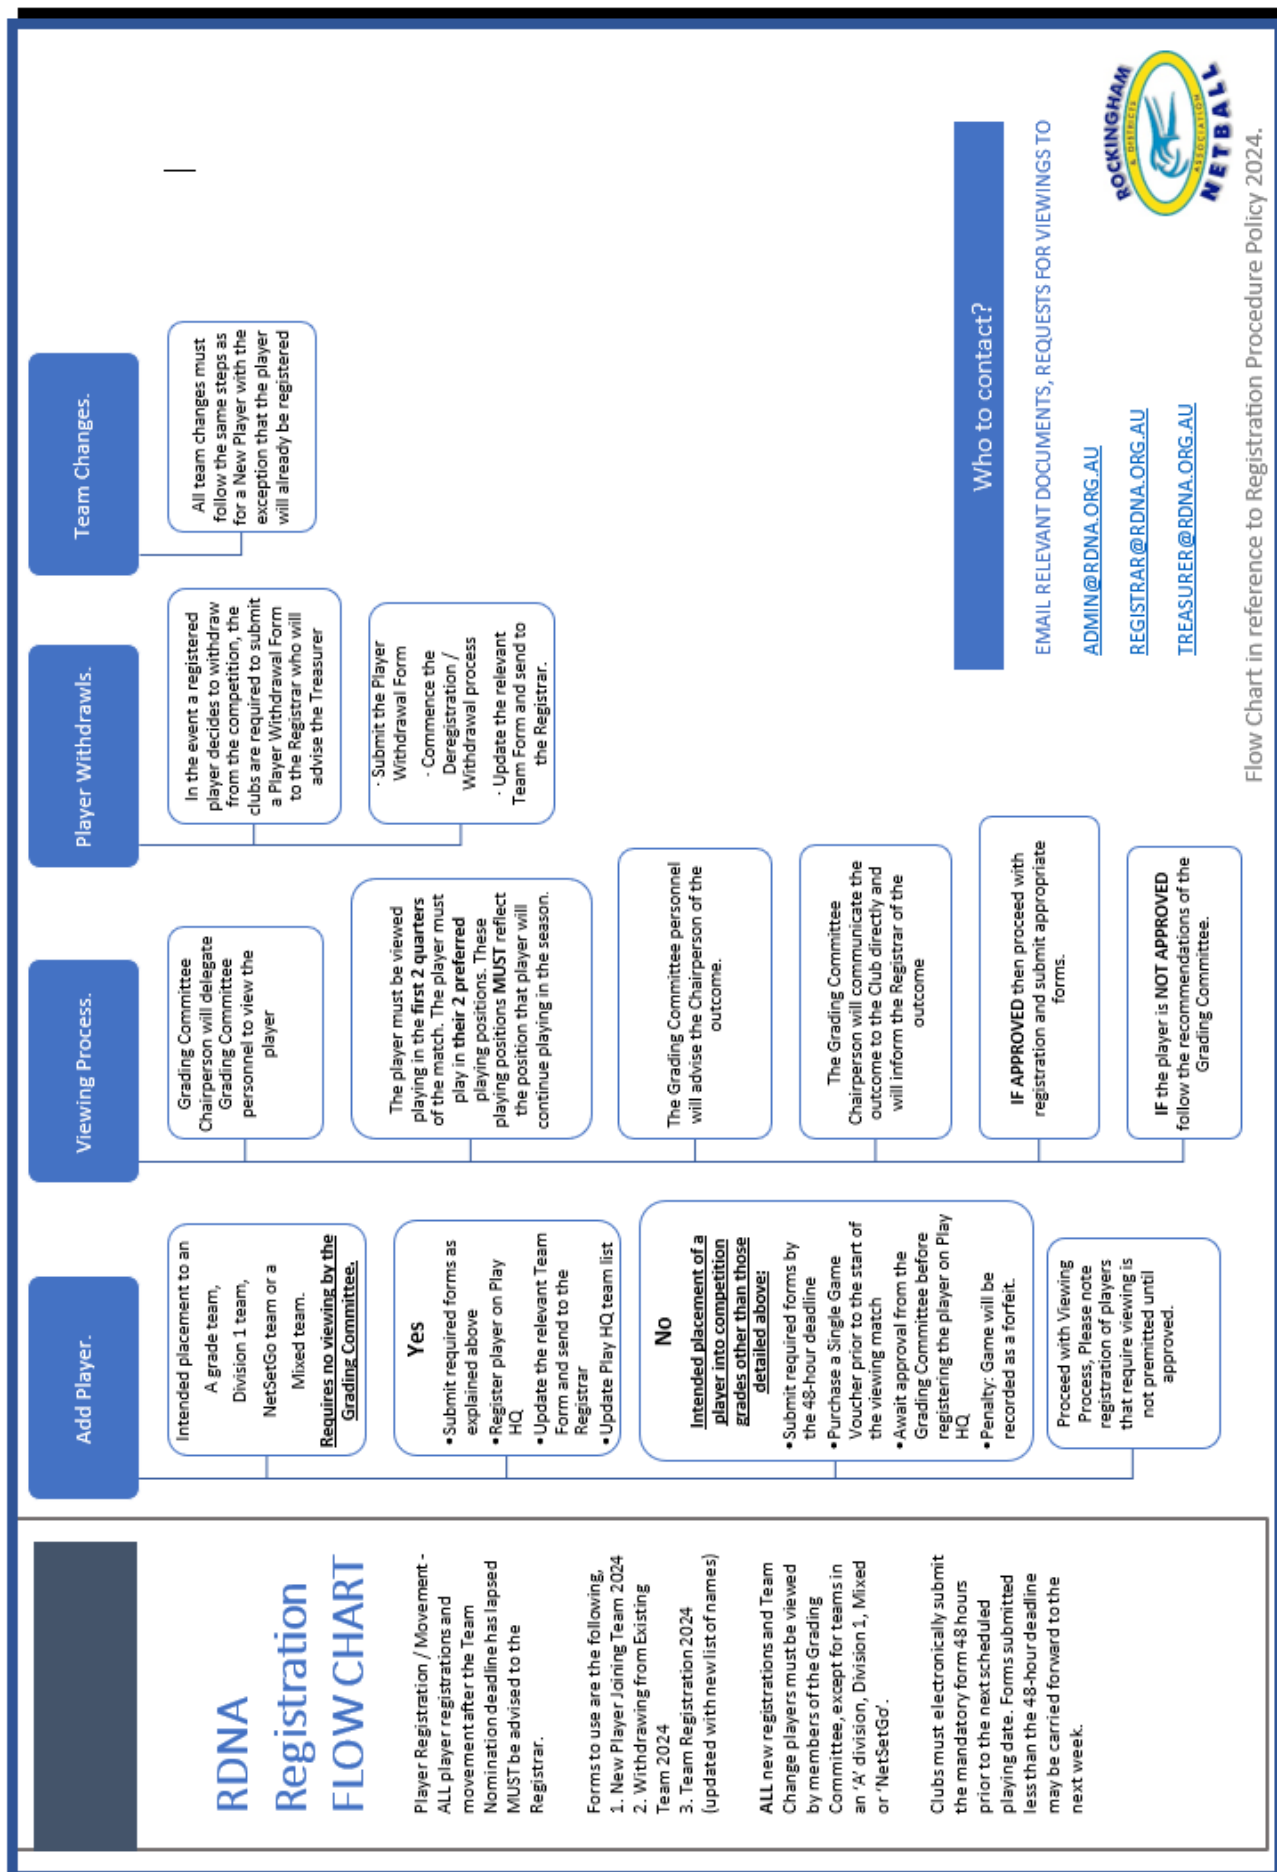 RDNA
Registration
FLOW CHART
Player Registration / Movement -
ALL player registrations and
movement after the Team
Nomination deadline has lapsed
MUST be advised to the
Registrar.
Forms to use are the following,
1. New Player Joining Team 2024
2. Withdrawing from Existing
Team 2024
3. Team Registration 2024
(updated with new list of names)
ALL new registrations and Team
Change players must be viewed
by members of the Grading
Committee, except for teams in
an 'A' division, Division 1, Mixed
or 'NetSetGo'.
Clubs must electronically submit
the mandatory form 48 hours
prior to the next scheduled
playing date. Forms submitted
less than the 48-hour deadline
may be carried forward to the
next week.
Add Player.
Intended placement to an
A grade team,
Division 1 team,
NetSetGo team or a
Mixed team.
Requires no viewing by the
Grading Committee.
Yes
•Submit required forms as
explained above
•Register player on Play
HQ
•Update the relevant Team
Form and send to the
Registrar
•Update Play HQ team list
No
Intended placement of a
player into competition
grades other than those
detailed above:
•Submit required forms by
the 48-hour deadline
•Purchase a Single Game
Voucher prior to the start of
the viewing match
•Await approval from the
Grading Committee before
registering the player on Play
HQ
•Penalty: Game will be
recorded as a forfeit.
Proceed with Viewing
Process, Please note
registration of players
that require viewing is
not premitted until
approved.
Viewing Process.
Grading Committee
Chairperson will delegate
Grading Committee
personnel to view the
player
The player must be viewed
playing in the first 2 quarters
of the match. The player must
play in their 2 preferred
playing positions. These
playing positions MUST reflect
the position that player will
continue playing in the season.
The Grading Committee personnel
will advise the Chairperson of the
outcome.
The Grading Committee
Chairperson will communicate the
outcome to the Club directly and
will inform the Registrar of the
outcome
IF APPROVED then proceed with
registration and submit appropriate
forms.
IF the player is NOT APPROVED
follow the recommendations of the
Grading Committee.
Player Withdrawls.
In the event a registered
player decides to withdraw
from the competition, the
clubs are required to submit
a Player Withdrawal Form
to the Registrar who will
advise the Treasurer
· Submit the Player
Withdrawal Form
· Commence the
Deregistration /
Withdrawal process
· Update the relevant
Team Form and send to
the Registrar.
Team Changes.
All team changes must
follow the same steps as
for a New Player with the
exception that the player
will already be registered
Who to contact?
EMAIL RELEVANT DOCUMENTS, REQUESTS FOR VIEWINGS TO
ADMIN@RDNA.ORG.AU
REGISTRAR@RDNA.ORG.AU
TREASURER@RDNA.ORG.AU
ROCKINGHAM
& DISTRICTS
ASSOCIATION
NETBALL
Flow Chart in reference to Registration Procedure Policy 2024.